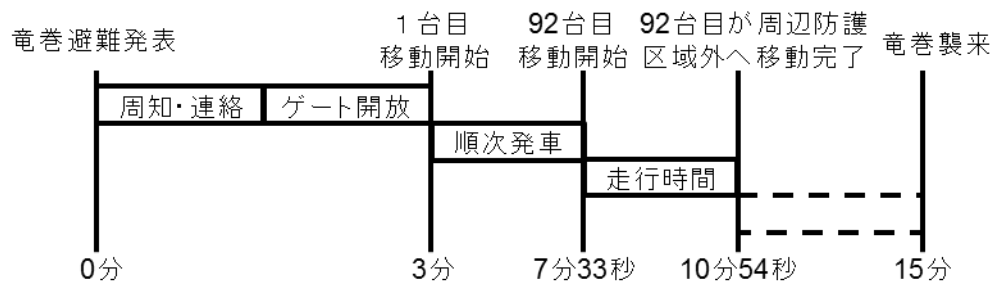 竜巻避難発表
1台目
移動開始
92台目
移動開始
92台目が周辺防護
区域外へ移動完了
竜巻襲来
周知・連絡
ゲート開放
順次発車
走行時間
0分
3分
7分33秒
10分54秒
15分